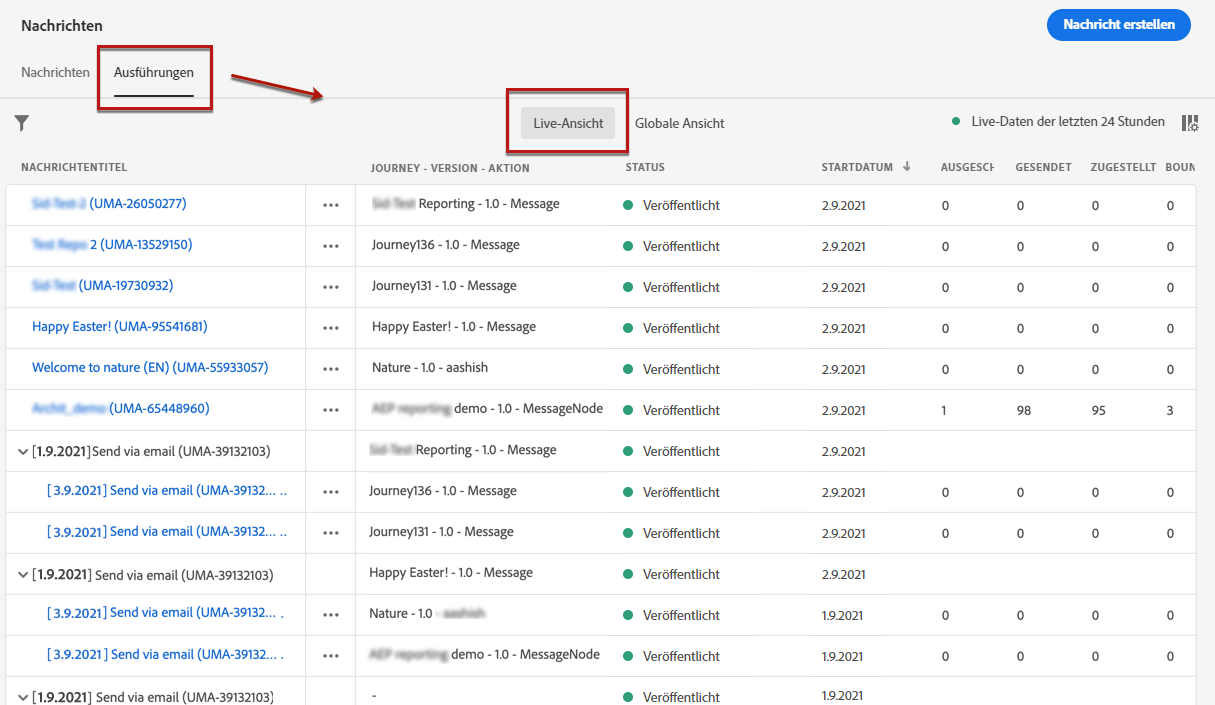 Nachrichten
Nachricht erstellen
Nachrichten Ausführungen
Live-Ansicht Globale Ansicht Live-Daten der letzten 24 Stunden
NACHRICHTENTITEL JOURNEY - VERSION - AKTION STATUS STARTDATUM AUSGESCH GESENDET ZUGESTELLT BOUN
(UMA-26050277) Reporting - 1.0 - Message Veröffentlicht 2.9.2021 0 0 0 0
2 (UMA-13529150) Journey136 - 1.0 - Message Veröffentlicht 2.9.2021 0 0 0 0
(UMA-19730932) Journey131 - 1.0 - Message Veröffentlicht 2.9.2021 0 0 0 0
Happy Easter! (UMA-95541681) Happy Easter! - 1.0 - Message Veröffentlicht 2.9.2021 0 0 0 0
Welcome to nature (EN) (UMA-55933057) Nature - 1.0 - aashish Veröffentlicht 2.9.2021 0 0 0 0
(UMA-65448960) demo - 1.0 - MessageNode Veröffentlicht 2.9.2021 1 98 95 3
[1.9.2021]Send via email (UMA-39132103) Reporting - 1.0 - Message Veröffentlicht 2.9.2021
[3.9.2021] Send via email (UMA-39132... .. Journey136 - 1.0 - Message Veröffentlicht 2.9.2021 0 0 0 0
[3.9.2021] Send via email (UMA-39132... .. Journey131 - 1.0 - Message Veröffentlicht 2.9.2021 0 0 0 0
[1.9.2021] Send via email (UMA-39132103) Happy Easter! - 1.0 - Message Veröffentlicht 2.9.2021
[3.9.2021] Send via email (UMA-39132... . Nature - 1.0 - Veröffentlicht 1.9.2021 0 0 0 0
[3.9.2021] Send via email (UMA-39132... . demo - 1.0 - MessageNode Veröffentlicht 1.9.2021 0 0 0 0
[1.9.2021] Send via email (UMA-39132103) - Veröffentlicht 1.9.2021